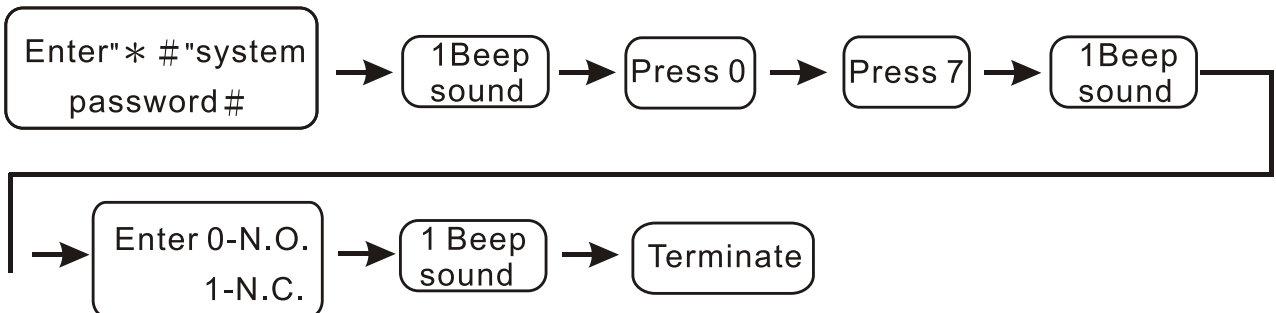 Enter"* #"system
password#
1Beep
sound
Press 0
Press 7
1Beep
sound
Enter 0-N.O.
1-N.C.
1 Beep
sound
Terminate